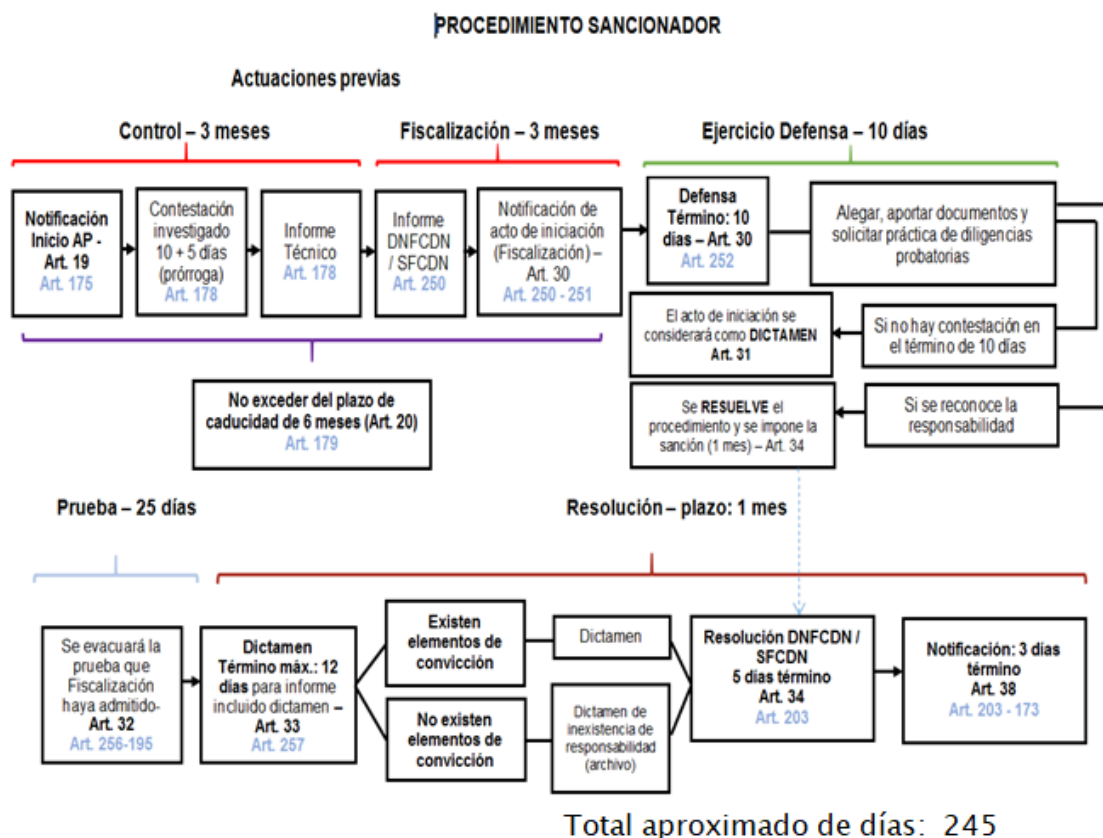 PROCEDIMIENTO SANCIONADOR
Actuaciones previas
Control – 3 meses
Fiscalización – 3 meses
Ejercicio Defensa – 10 días
Notificación
Inicio AP -
Art. 19
Art. 175
Contestación
investigado
10 + 5 días
(prórroga)
Art. 178
Informe
Técnico
Art. 178
Informe
DNFCDN
/ SFCDN
Art. 250
Notificación de
acto de iniciación
(Fiscalización) –
Art. 30
Art. 250 - 251
Defensa
Término: 10
días – Art. 30
Art. 252
Alegar, aportar documentos y
solicitar práctica de diligencias
probatorias
El acto de iniciación se
considerará como DICTAMEN
Art. 31
Si no hay contestación en
el término de 10 días
No exceder del plazo de
caducidad de 6 meses (Art. 20)
Art. 179
Se RESUELVE el
procedimiento y se impone la
sanción (1 mes) – Art. 34
Si se reconoce la
responsabilidad
Prueba – 25 días
Resolución – plazo: 1 mes
Se evacuará la
prueba que
Fiscalización
haya admitido-
Art. 32
Art. 256-195
Dictamen
Término máx.: 12
días para informe
incluido dictamen –
Art. 33
Art. 257
Existen
elementos de
convicción
Dictamen
No existen
elementos de
convicción
Dictamen de
inexistencia de
responsabilidad
(archivo)
Resolución DNFCDN /
SFCDN
5 días término
Art. 34
Art. 203
Notificación: 3 días
término
Art. 38
Art. 203 - 173
Total aproximado de días: 245